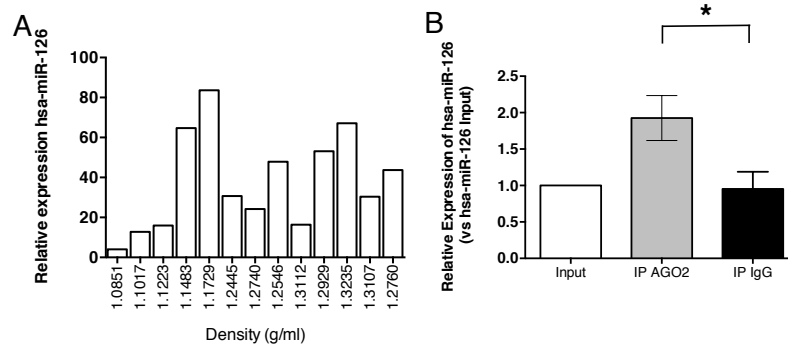 A
Relative expression hsa-miR-126
100
80
60
40
20
0
1.0851
1.1017
1.1223
1.1483
1.1729
1.2445
1.2740
1.2546
1.3112
1.2929
1.3235
1.3107
1.2760
Density (g/ml)
B
*
Relative Expression of hsa-miR-126
(vs hsa-miR-126 Input)
2.5
2.0
1.5
1.0
0.5
0.0
Input
IP AGO2
IP IgG